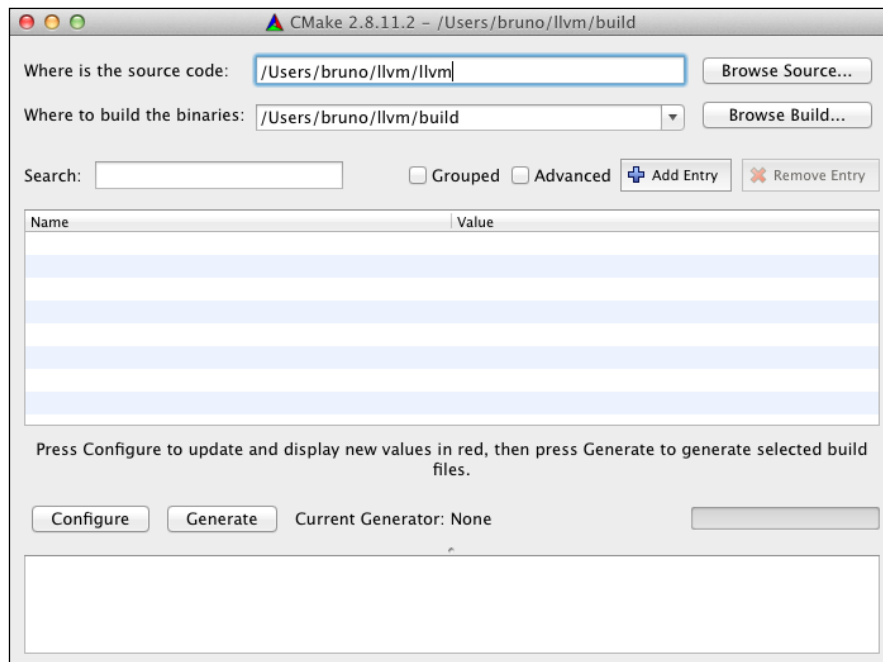 CMake 2.8.11.2 - /Users/bruno/llvm/build
Where is the source code: /Users/bruno/llvm/llvm Browse Source...
Where to build the binaries: /Users/bruno/llvm/build Browse Build...
Search: Grouped Advanced Add Entry Remove Entry
Name Value
Press Configure to update and display new values in red, then press Generate to generate selected build
files.
Configure Generate Current Generator: None